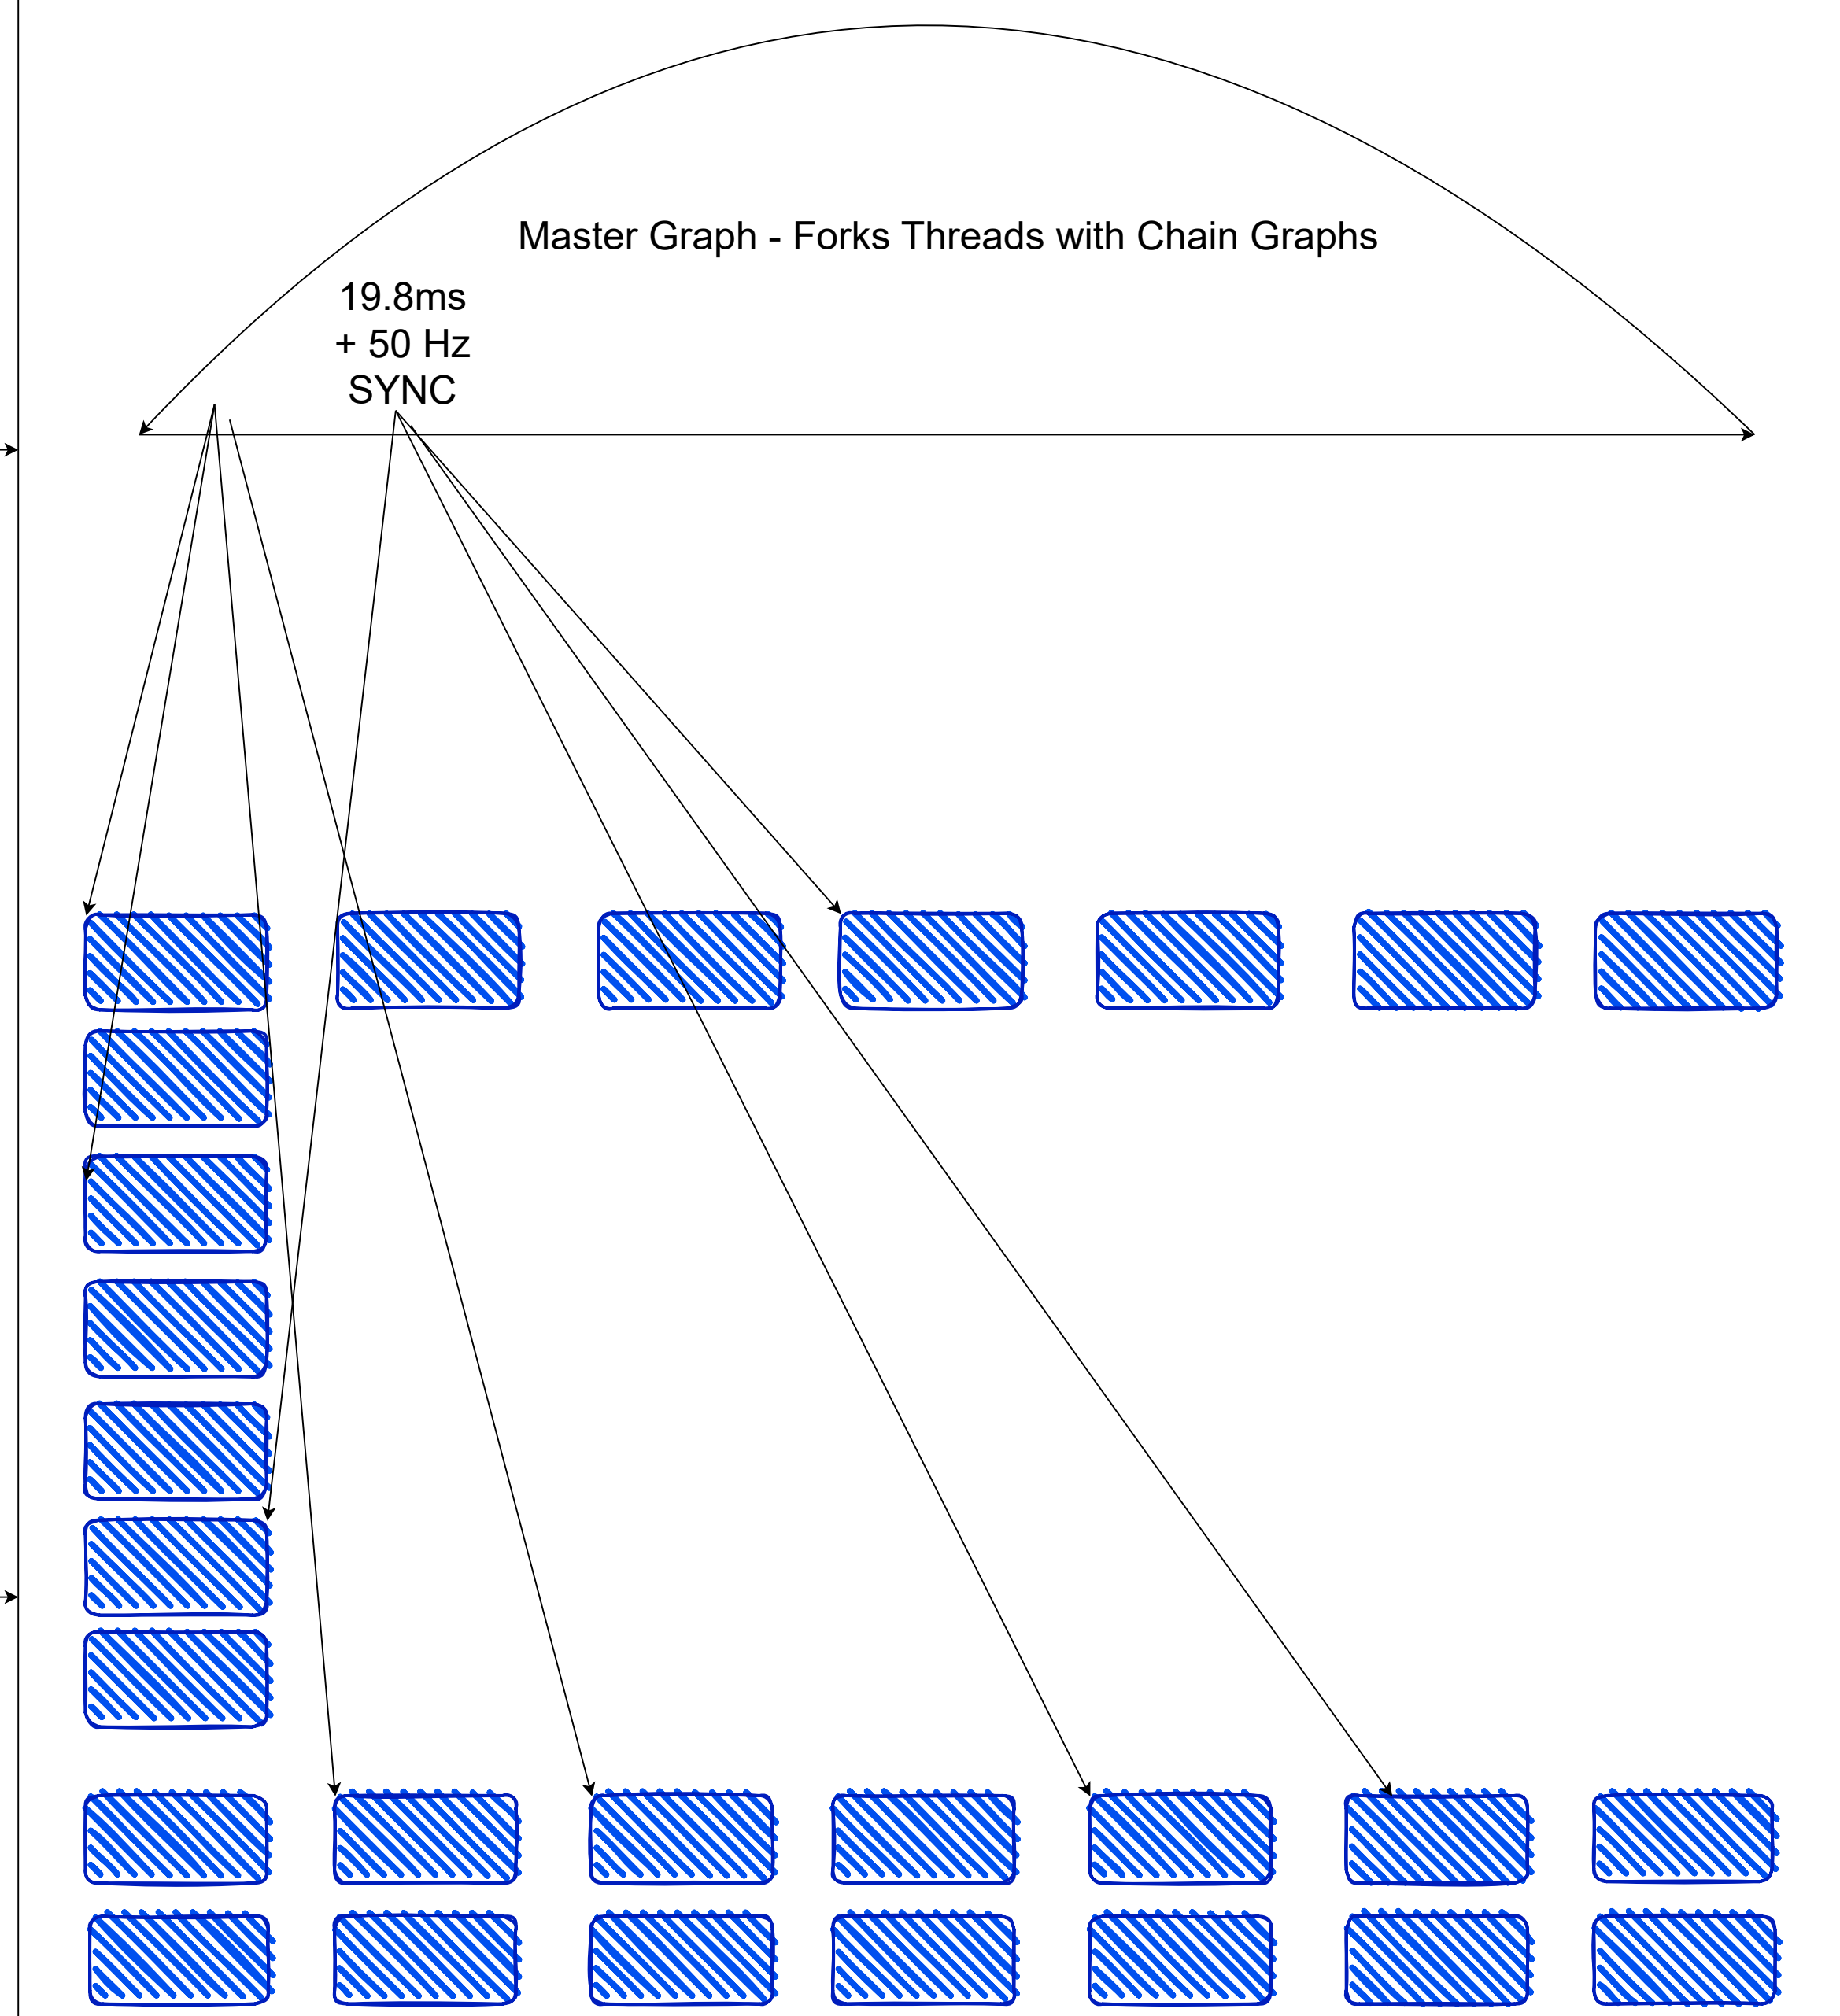 Master Graph - Forks Threads with Chain Graphs
19.8ms
+ 50 Hz
SYNC